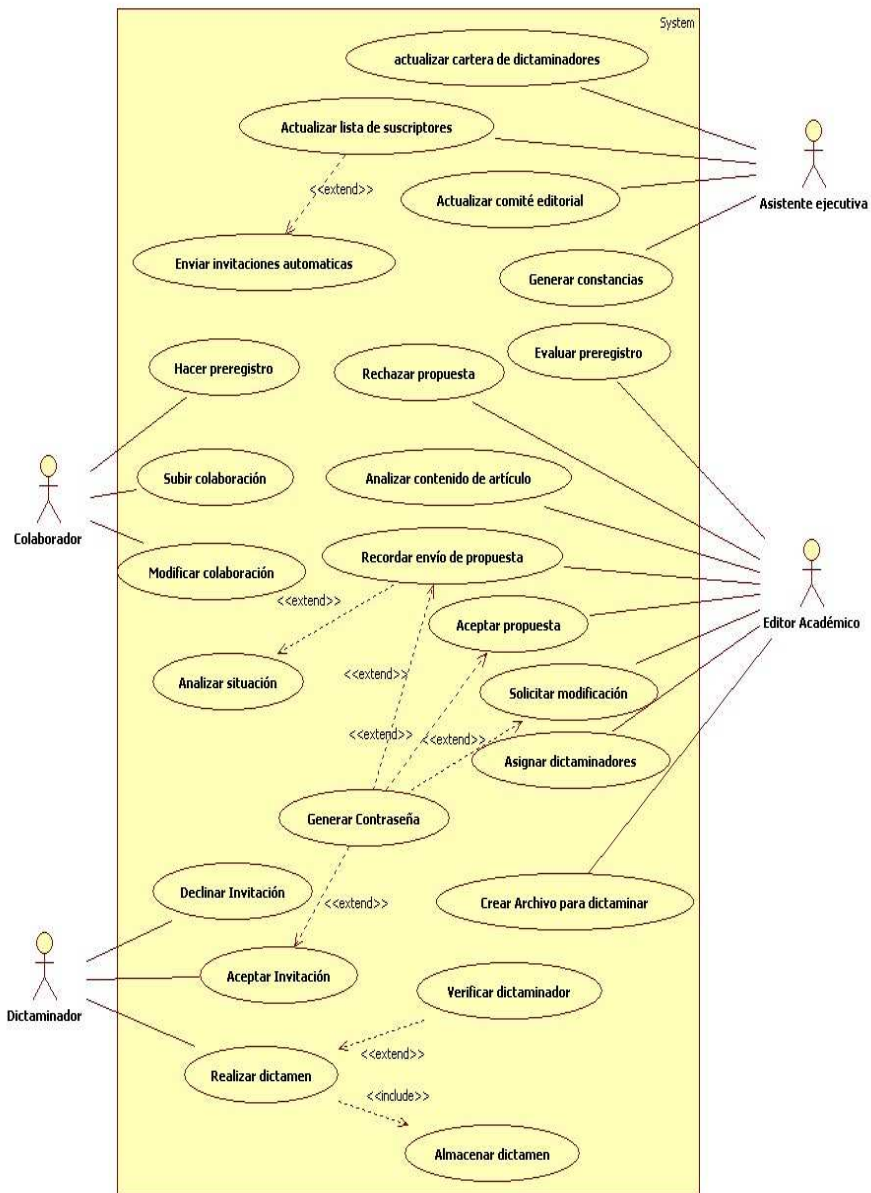 System
actualizar cartera de dictaminadores
Actualizar lista de suscriptores
<<extend>>
Actualizar comité editorial
Asistente ejecutiva
Enviar invitaciones automaticas
Generar constancias
Evaluar preregistro
Hacer preregistro
Rechazar propuesta
Subir colaboración
Analizar contenido de artículo
Colaborador
Recordar envío de propuesta
Modificar colaboración
<<extend>>
Aceptar propuesta
Editor Académico
<<extend>>
Analizar situación
Solicitar modificación
<<extend>>
<<extend>>
Asignar dictaminadores
Generar Contraseña
Declinar Invitación
<<extend>>
Crear Archivo para dictaminar
Aceptar Invitación
Verificar dictaminador
Dictaminador
<<extend>>
Realizar dictamen
<<include>>
Almacenar dictamen